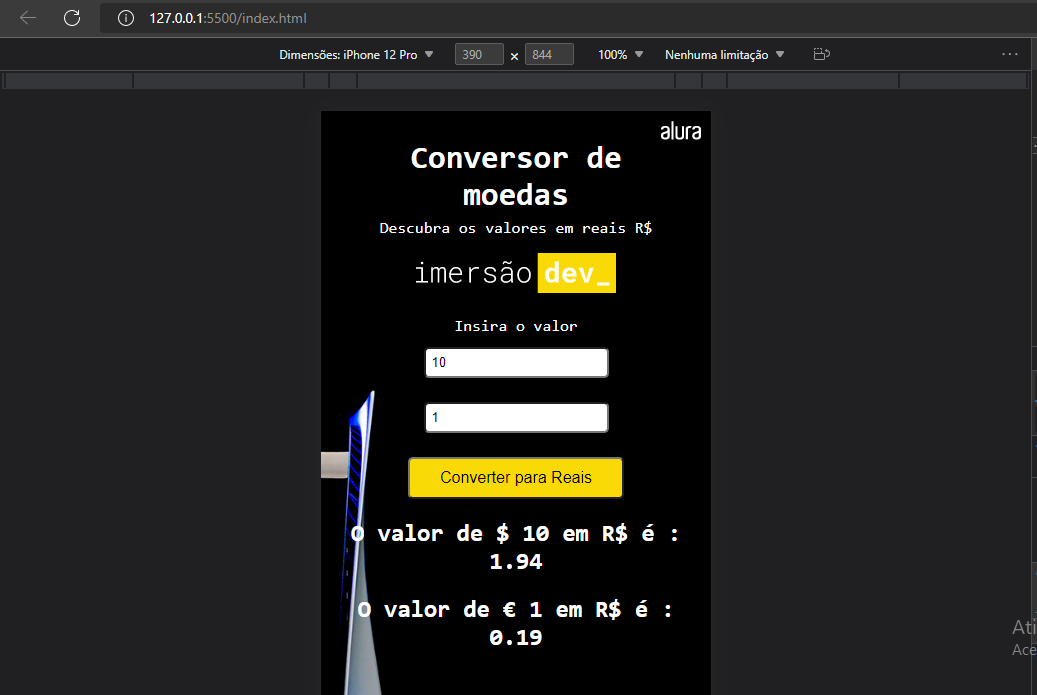 127.0.0.1:5500/index.html
Dimensões: iPhone 12 Pro 390 × 844 100% Nenhuma limitação
alura
Conversor de
moedas
Descubra os valores em reais R$
imersão dev_
Insira o valor
10
1
Converter para Reais
O valor de $ 10 em R$ é :
1.94
O valor de € 1 em R$ é :
0.19
Ati
Ace